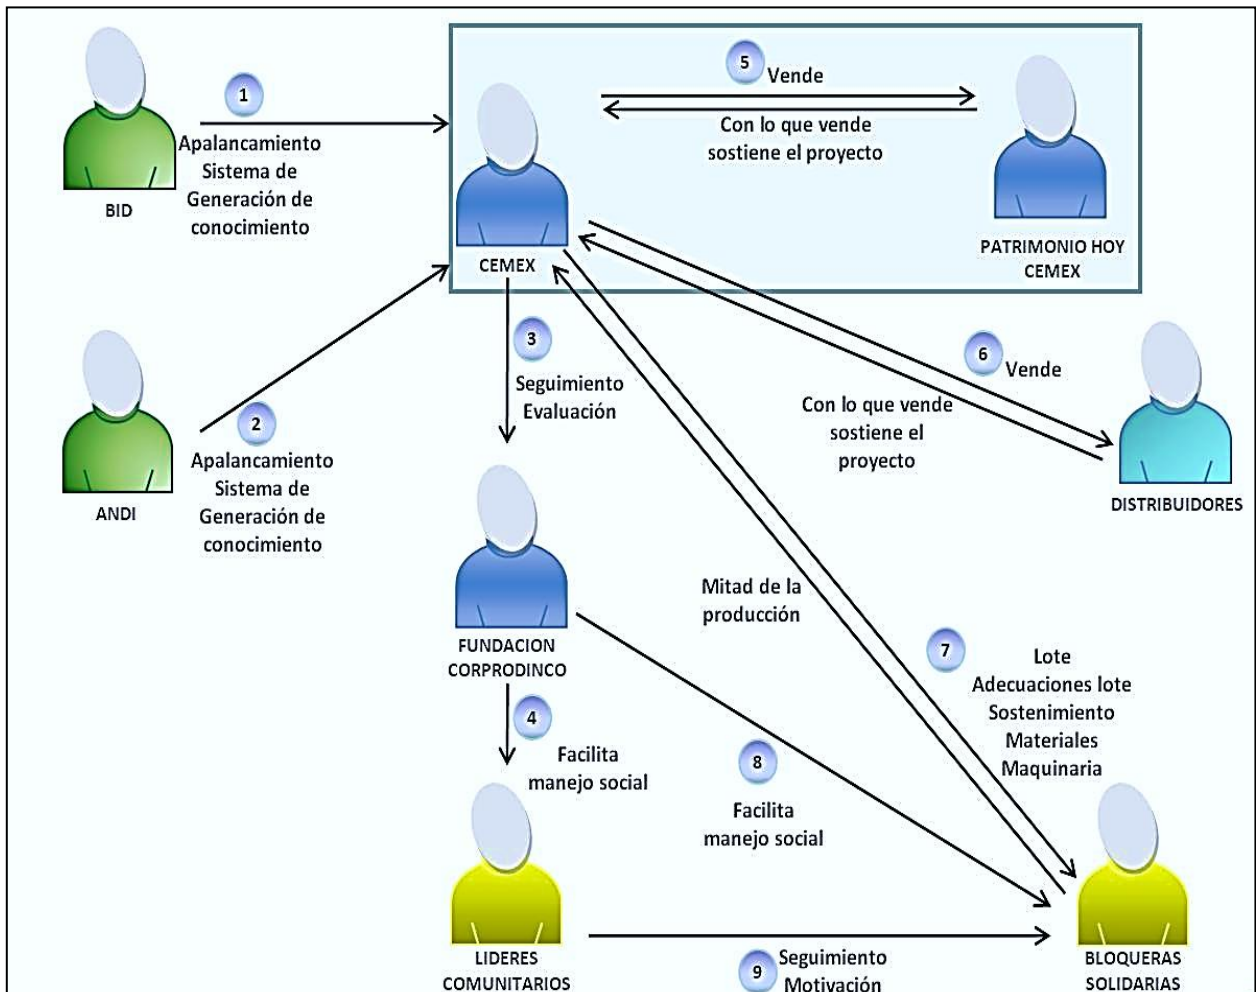 BID
1
Apalancamiento
Sistema de
Generación de
conocimiento
CEMEX
5
Vende
Con lo que vende
sostiene el proyecto
PATRIMONIO HOY
CEMEX
ANDI
2
Apalancamiento
Sistema de
Generación de
conocimiento
3
Seguimiento
Evaluación
6
Vende
Con lo que vende
sostiene el
proyecto
DISTRIBUIDORES
FUNDACION
CORPRODINCO
Mitad de la
producción
7
Lote
Adecuaciones lote
Sostenimiento
Materiales
Maquinaria
4
Facilita
manejo social
8
Facilita
manejo social
LIDERES
COMUNITARIOS
9
Seguimiento
Motivación
BLOQUERAS
SOLIDARIAS